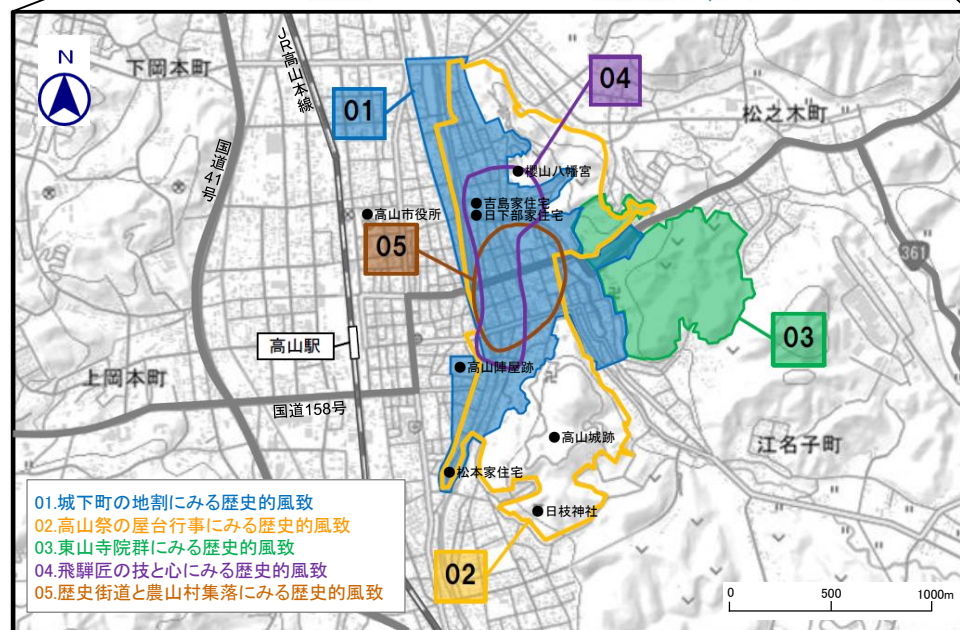 N
下岡本町
JR高山本線
01
04
松之木町
国道41号
櫻山八幡宮
吉島家住宅
日下部家住宅
高山市役所
05
361
03
高山駅
高山陣屋跡
上岡本町
国道158号
高山城跡
江名子町
松本家住宅
日枝神社
02
01.城下町の地割にみる歴史的風致
02.高山祭の屋台行事にみる歴史的風致
03.東山寺院群にみる歴史的風致
04.飛騨匠の技と心にみる歴史的風致
05.歴史街道と農山村集落にみる歴史的風致
0 500 1000m